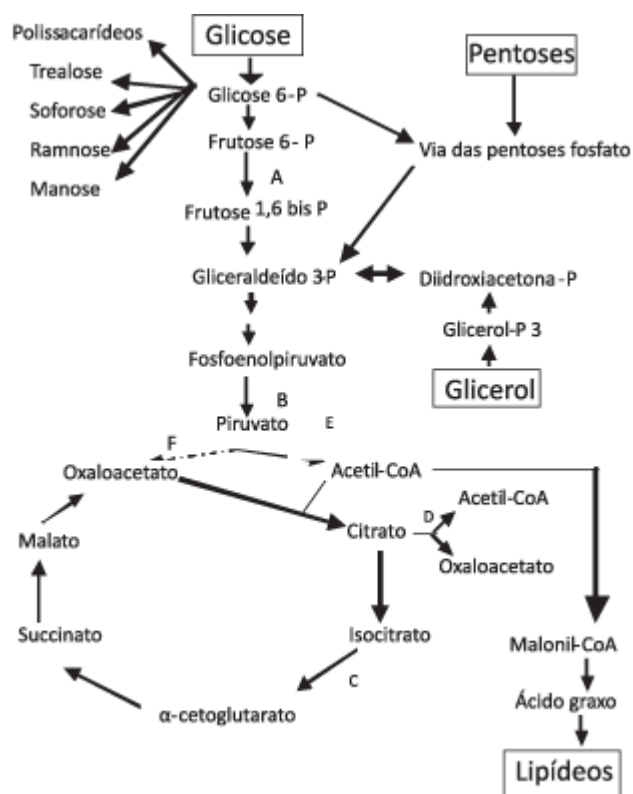 Polissacarídeos
Glicose
Pentoses
Trealose
Glicose 6-P
Soforose
Ramnose
Frutose 6- P
Via das pentoses fosfato
Manose
A
Frutose 1,6 bis P
Gliceraldeído 3-P
Diidroxiacetona-P
Glicerol-P 3
Fosfoenolpiruvato
Glicerol
B
Piruvato
E
F
Oxaloacetato
Acetil-CoA
Acetil-CoA
D
Citrato
Malato
Oxaloacetato
Succinato
Isocitrato
Malonil-CoA
C
α-cetoglutarato
Ácido graxo
Lipídeos